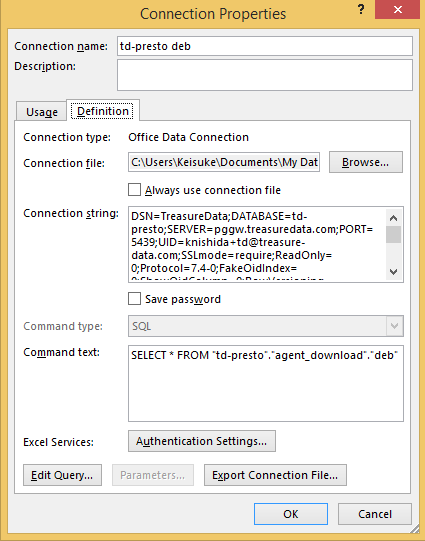 Connection Properties
?
Connection name:
td-presto deb
Description:
Usage
Definition
Connection type:
Office Data Connection
Connection file:
C:\Users\Keisuke\Documents\My Dat
Browse...
Always use connection file
Connection string:
DSN=TreasureData;DATABASE=td-
presto;SERVER=pggw.treasuredata.com;PORT=
5439;UID=knishida+td@treasure-
data.com;SSLmode=require;ReadOnly=
0;Protocol=7.4-0;FakeOidIndex=
0;ShowOidColumn=0;RowVersioning
Save password
Command type:
SQL
Command text:
SELECT * FROM "td-presto"."agent_download"."deb"
Excel Services:
Authentication Settings...
Edit Query...
Parameters...
Export Connection File...
OK
Cancel